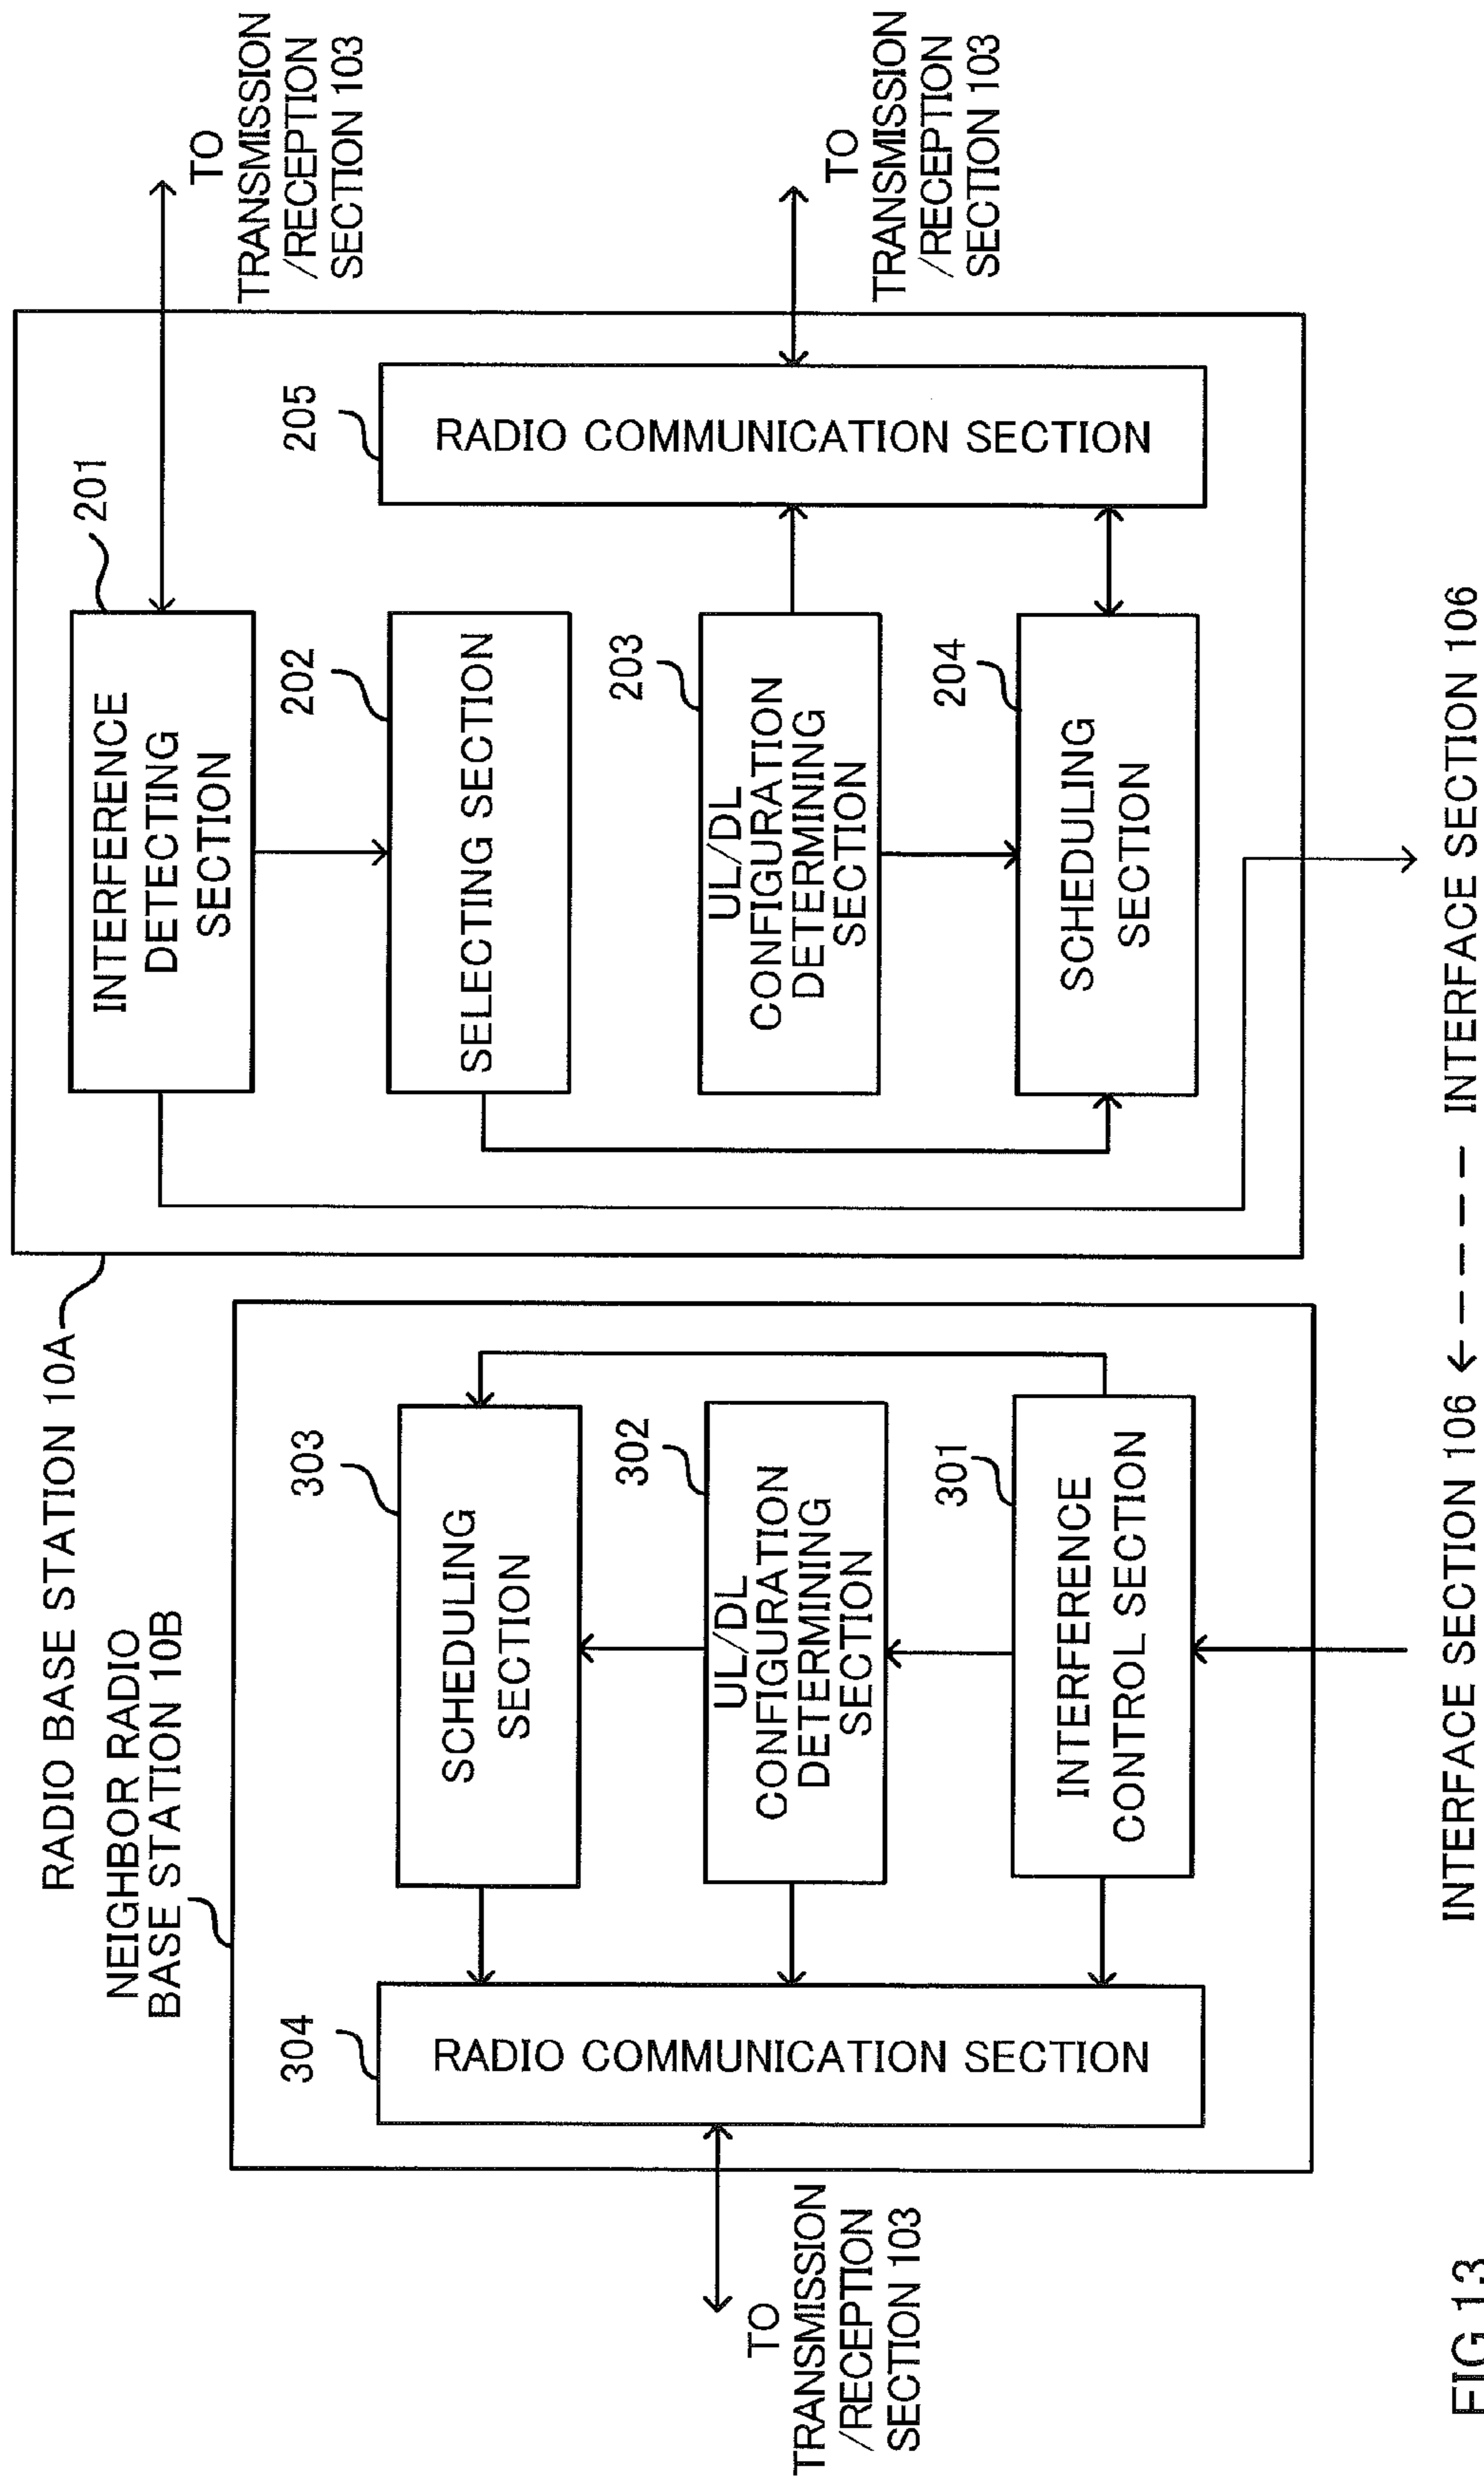 RADIO BASE STATION 10A
NEIGHBOR RADIO
BASE STATION 10B
304
RADIO COMMUNICATION SECTION
303
SCHEDULING
SECTION
302
UL/DL
CONFIGURATION
DETERMINING
SECTION
301
INTERFERENCE
CONTROL SECTION
TO
TRANSMISSION
/RECEPTION
SECTION 103
201
INTERFERENCE
DETECTING
SECTION
202
SELECTING SECTION
203
UL/DL
CONFIGURATION
DETERMINING
SECTION
204
SCHEDULING
SECTION
205
RADIO COMMUNICATION SECTION
TO
TRANSMISSION
/RECEPTION
SECTION 103
TO
TRANSMISSION
/RECEPTION
SECTION 103
INTERFACE SECTION 106 ← – – – – INTERFACE SECTION 106
FIG.13